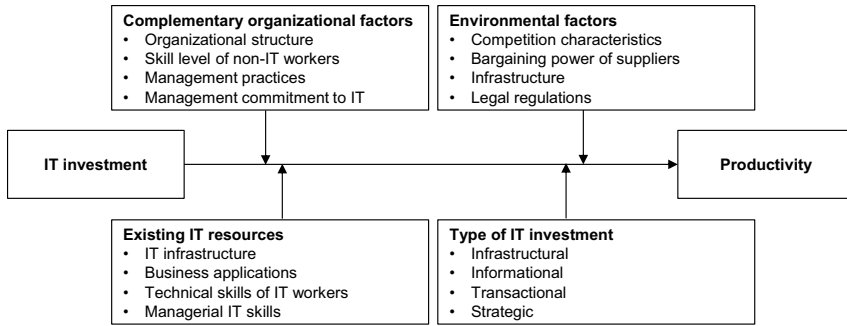 Complementary organizational factors
• Organizational structure
• Skill level of non-IT workers
• Management practices
• Management commitment to IT
Environmental factors
• Competition characteristics
• Bargaining power of suppliers
• Infrastructure
• Legal regulations
IT investment
Productivity
Existing IT resources
• IT infrastructure
• Business applications
• Technical skills of IT workers
• Managerial IT skills
Type of IT investment
• Infrastructural
• Informational
• Transactional
• Strategic